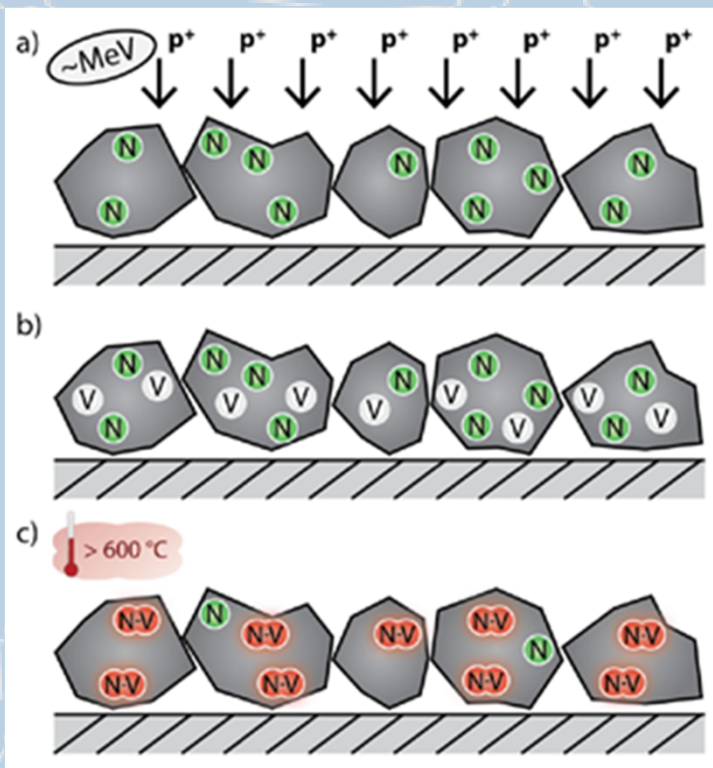 a) ~MeV p⁺ p⁺ p⁺ p⁺ p⁺ p⁺ p⁺ p⁺
N N N N N
N N
N N N N
b)
N N N N N
V V V V V V N V V
N N N N
c) > 600 °C
N·V N N·V N·V N·V N N·V
N·V N·V N·V N·V